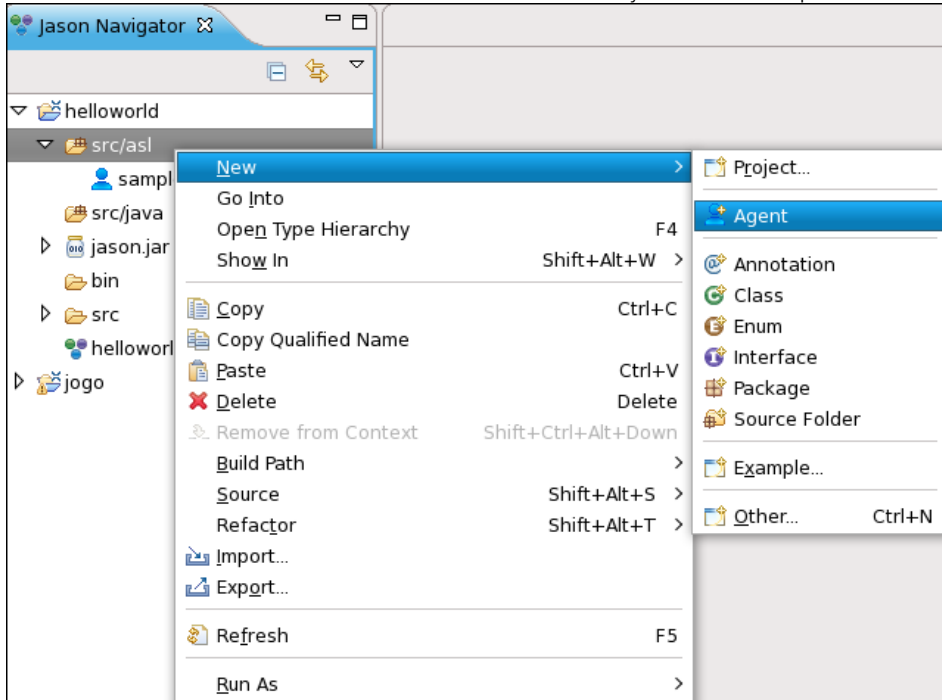 Jason Navigator
helloworld
src/asl
sampl
src/java
jason.jar
bin
src
helloworl
jogo
New
Go Into
Open Type Hierarchy F4
Show In Shift+Alt+W
Copy Ctrl+C
Copy Qualified Name
Paste Ctrl+V
Delete Delete
Remove from Context Shift+Ctrl+Alt+Down
Build Path
Source Shift+Alt+S
Refactor Shift+Alt+T
Import...
Export...
Refresh F5
Run As
Project...
Agent
Annotation
Class
Enum
Interface
Package
Source Folder
Example...
Other... Ctrl+N